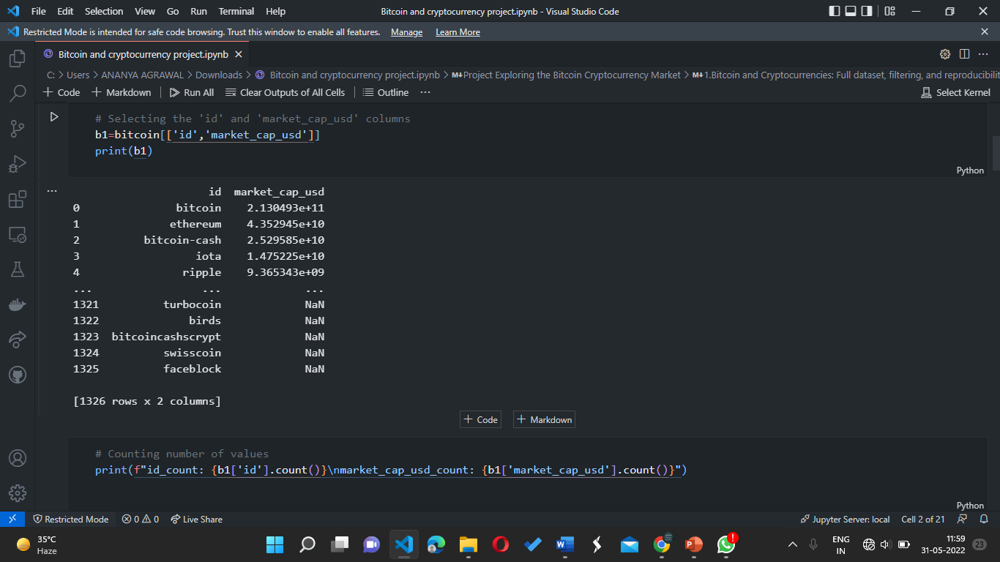 File Edit Selection View Go Run Terminal Help Bitcoin and cryptocurrency project.ipynb - Visual Studio Code
Restricted Mode is intended for safe code browsing. Trust this window to enable all features. Manage Learn More
Bitcoin and cryptocurrency project.ipynb
C: > Users > ANANYA AGRAWAL > Downloads > Bitcoin and cryptocurrency project.ipynb > M↓Project Exploring the Bitcoin Cryptocurrency Market > M↓1.Bitcoin and Cryptocurrencies: Full dataset, filtering, and reproducibilit
+ Code + Markdown Run All Clear Outputs of All Cells Outline ... Select Kernel
# Selecting the 'id' and 'market_cap_usd' columns
b1=bitcoin[['id','market_cap_usd']]
print(b1)
Python
... id market_cap_usd
0 bitcoin 2.130493e+11
1 ethereum 4.352945e+10
2 bitcoin-cash 2.529585e+10
3 iota 1.475225e+10
4 ripple 9.365343e+09
... ... ...
1321 turbocoin NaN
1322 birds NaN
1323 bitcoincashscrypt NaN
1324 swisscoin NaN
1325 faceblock NaN
[1326 rows x 2 columns]
+ Code + Markdown
# Counting number of values
print(f"id_count: {b1['id'].count()}\nmarket_cap_usd_count: {b1['market_cap_usd'].count()}")
Python
Restricted Mode 0 0 Live Share Jupyter Server: local Cell 2 of 21
35°C
Haze
ENG
IN
11:59
31-05-2022
23